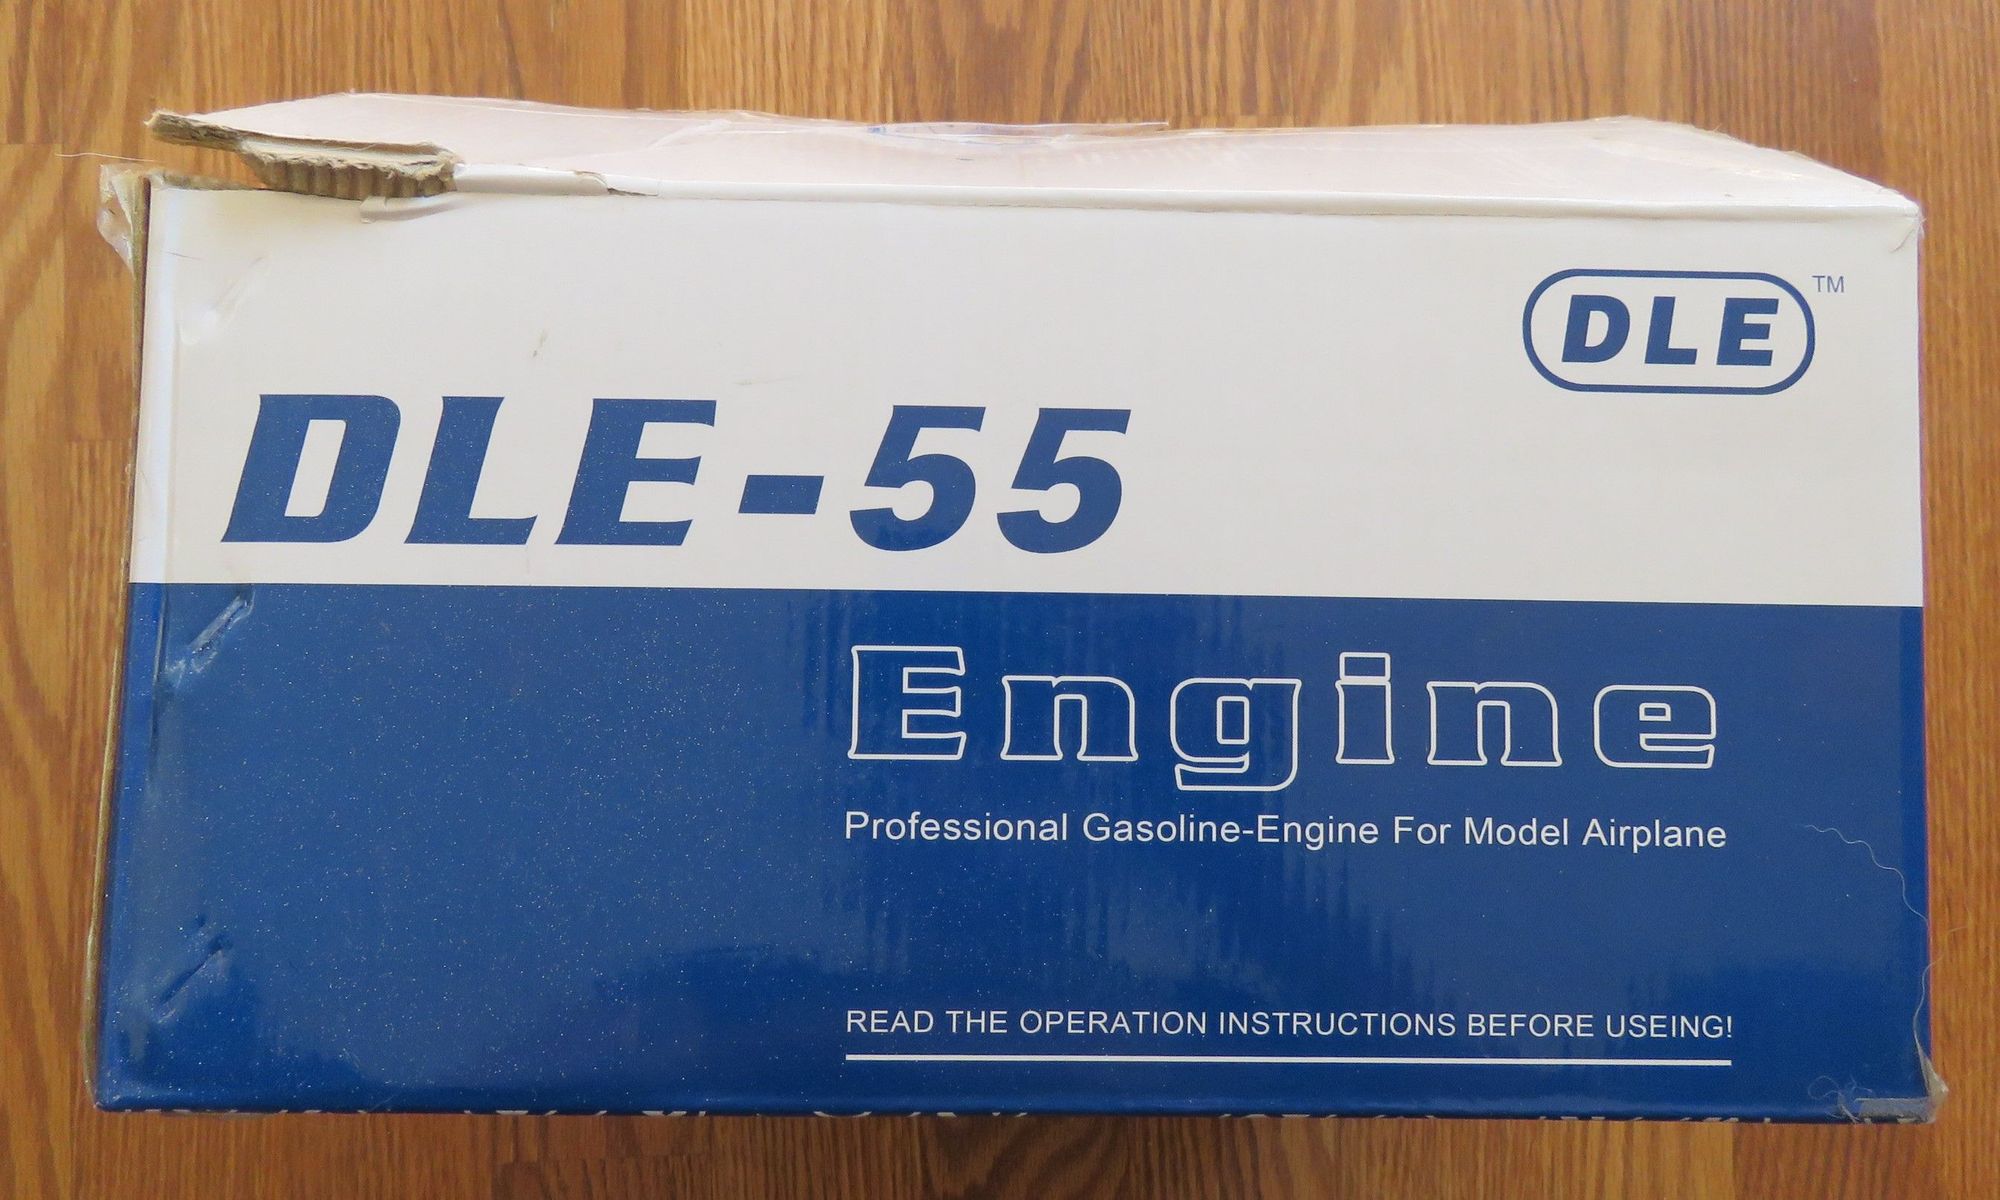 DLE TM
DLE-55
Engine
Professional Gasoline-Engine For Model Airplane
READ THE OPERATION INSTRUCTIONS BEFORE USEING!